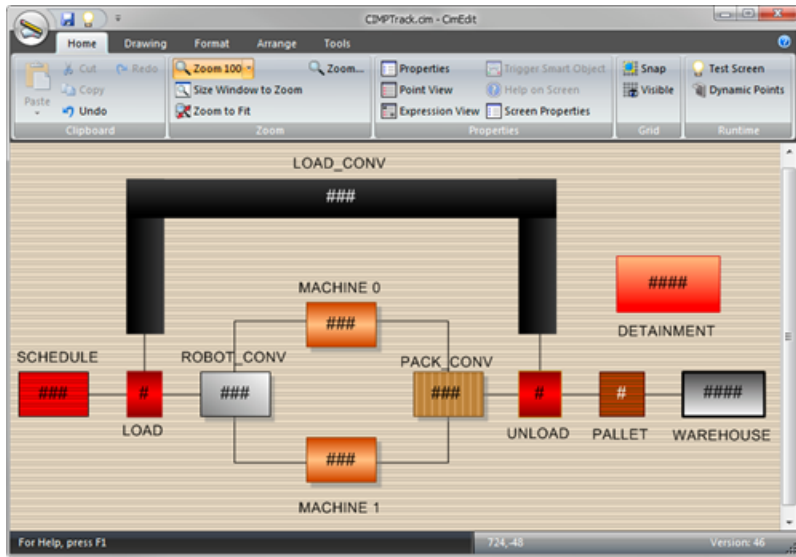 CIMPTrack.cim - CimEdit
Home Drawing Format Arrange Tools
Paste
Cut
Copy
Undo
Redo
Clipboard
Zoom 100
Size Window to Zoom
Zoom to Fit
Zoom...
Zoom
Properties
Point View
Expression View
Trigger Smart Object
Help on Screen
Screen Properties
Properties
Snap
Visible
Grid
Test Screen
Dynamic Points
Runtime
LOAD_CONV
###
MACHINE 0
###
####
DETAINMENT
SCHEDULE
###
#
LOAD
ROBOT_CONV
###
PACK_CONV
###
#
UNLOAD
#
PALLET
####
WAREHOUSE
###
MACHINE 1
For Help, press F1
724,-48
Version: 46